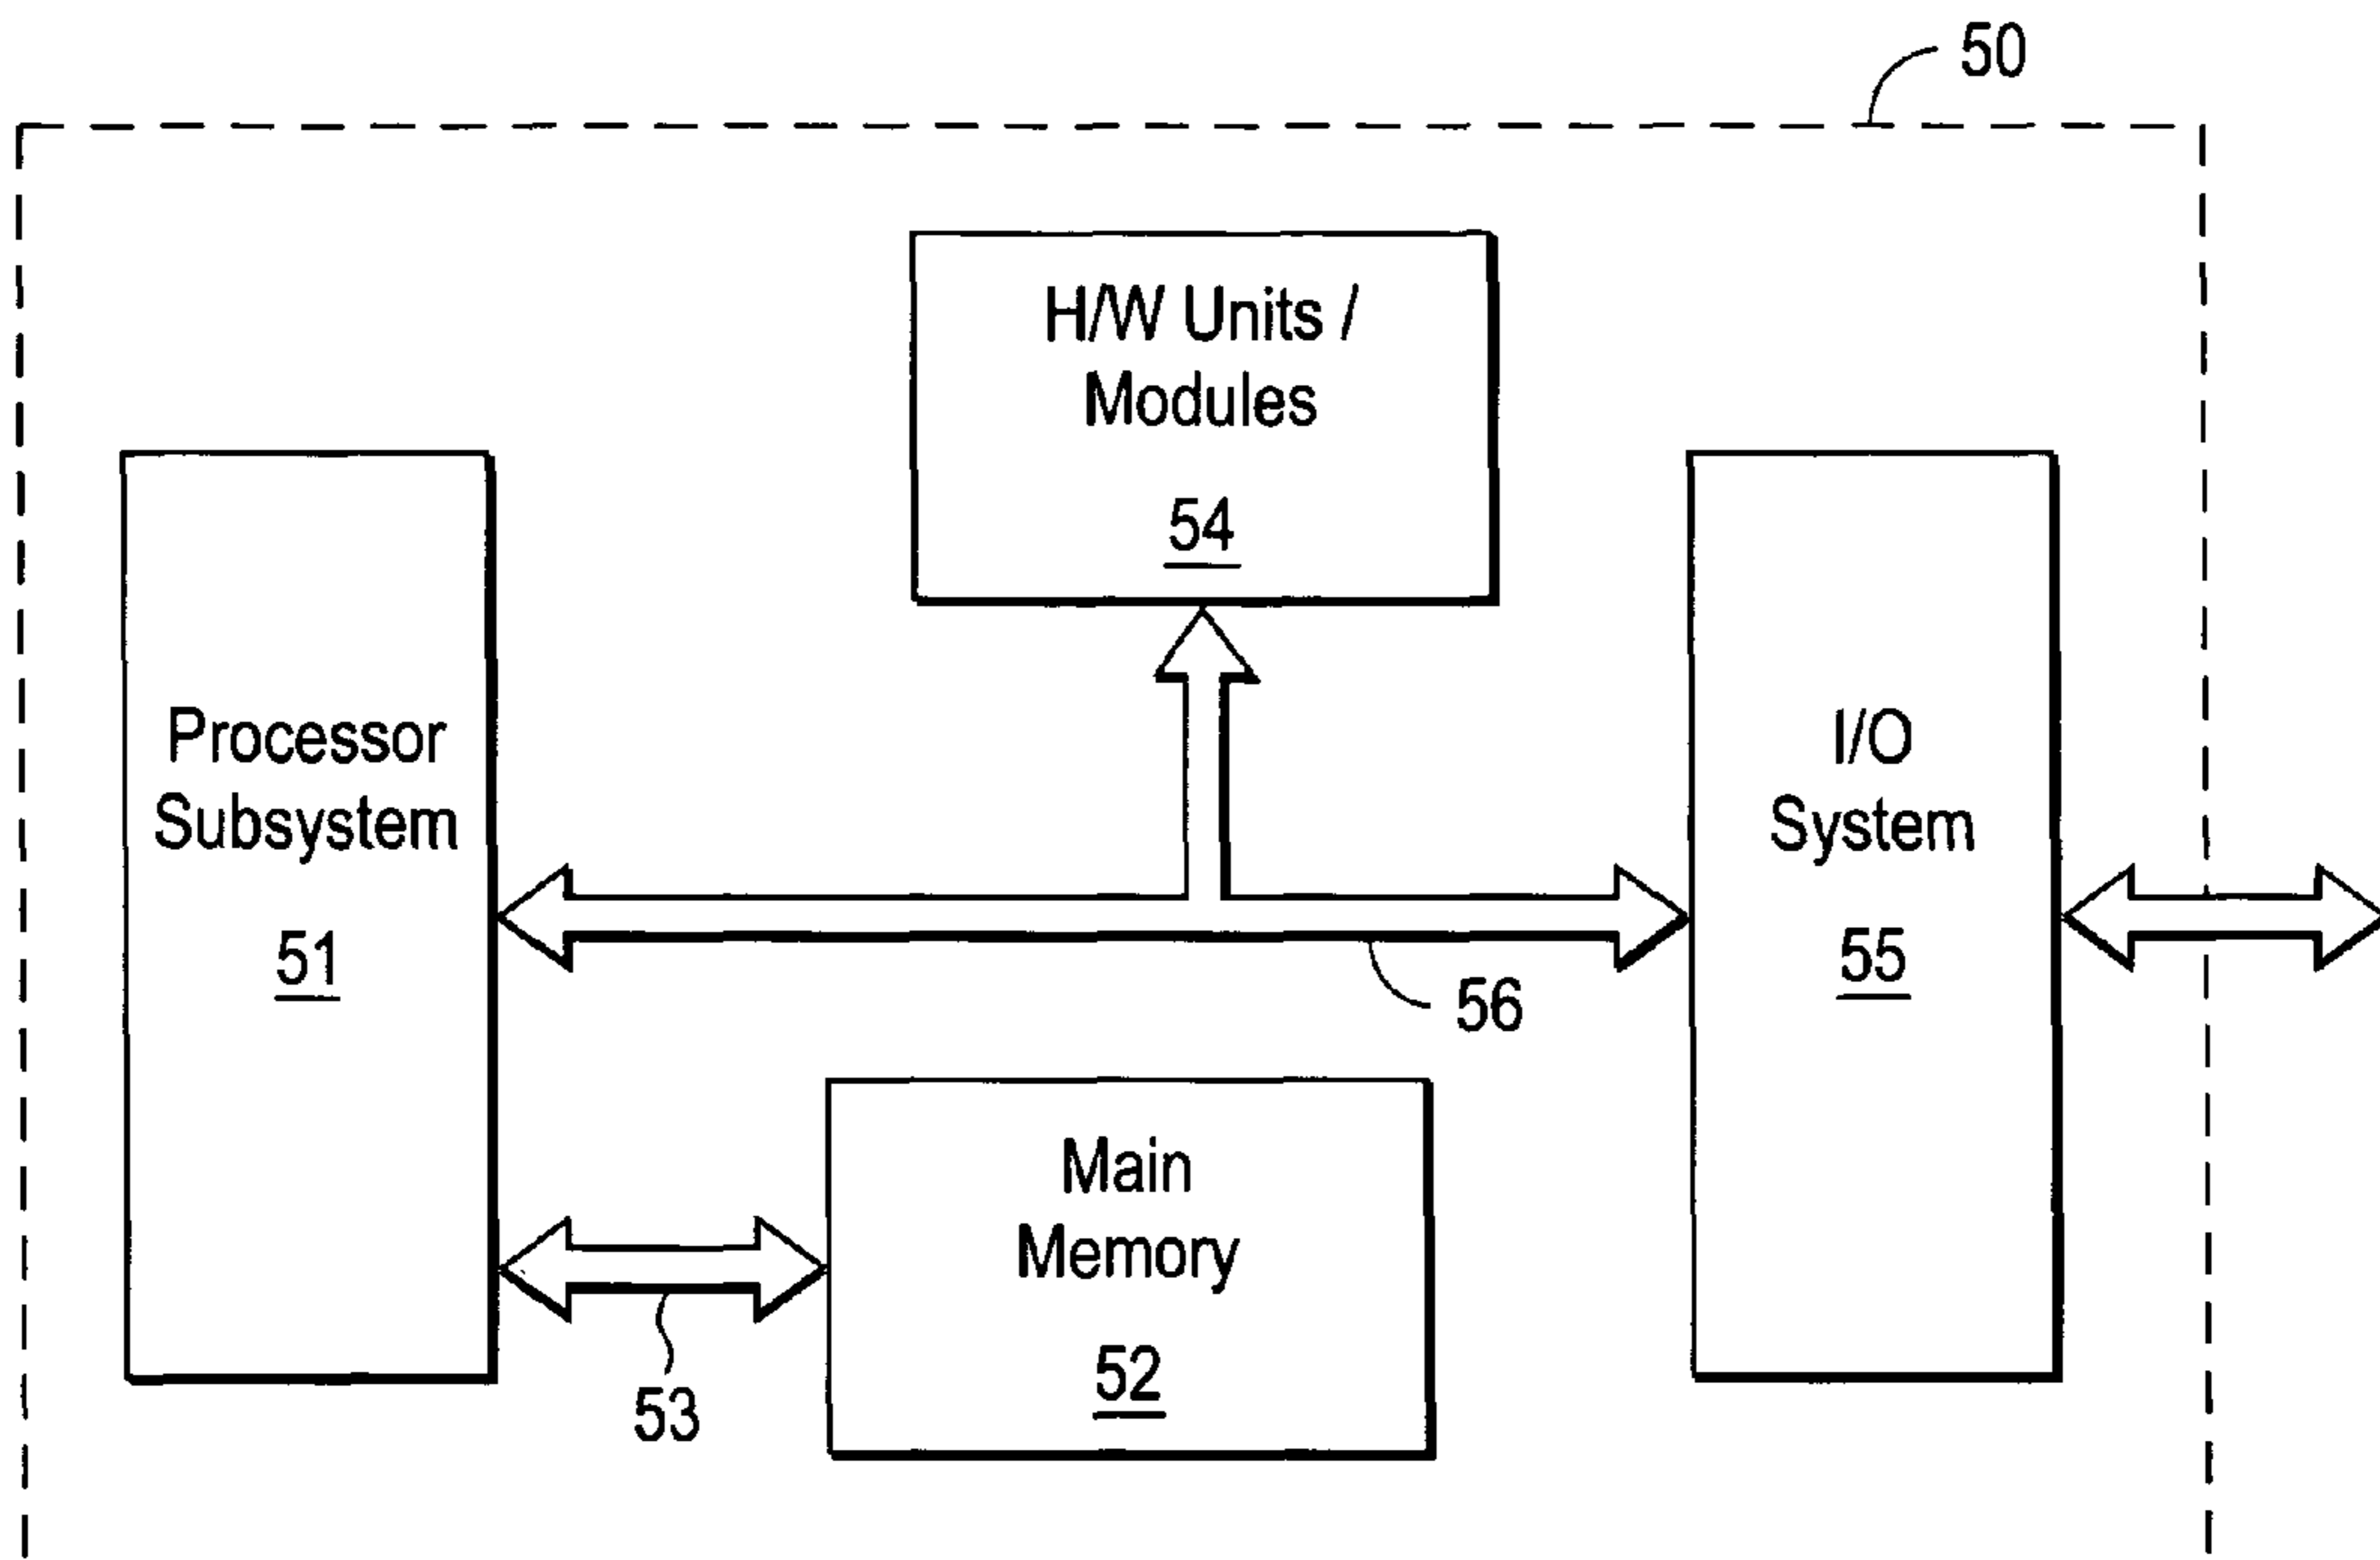 50
H/W Units /
Modules
54
Processor
Subsystem
51
I/O
System
55
56
Main
Memory
52
53